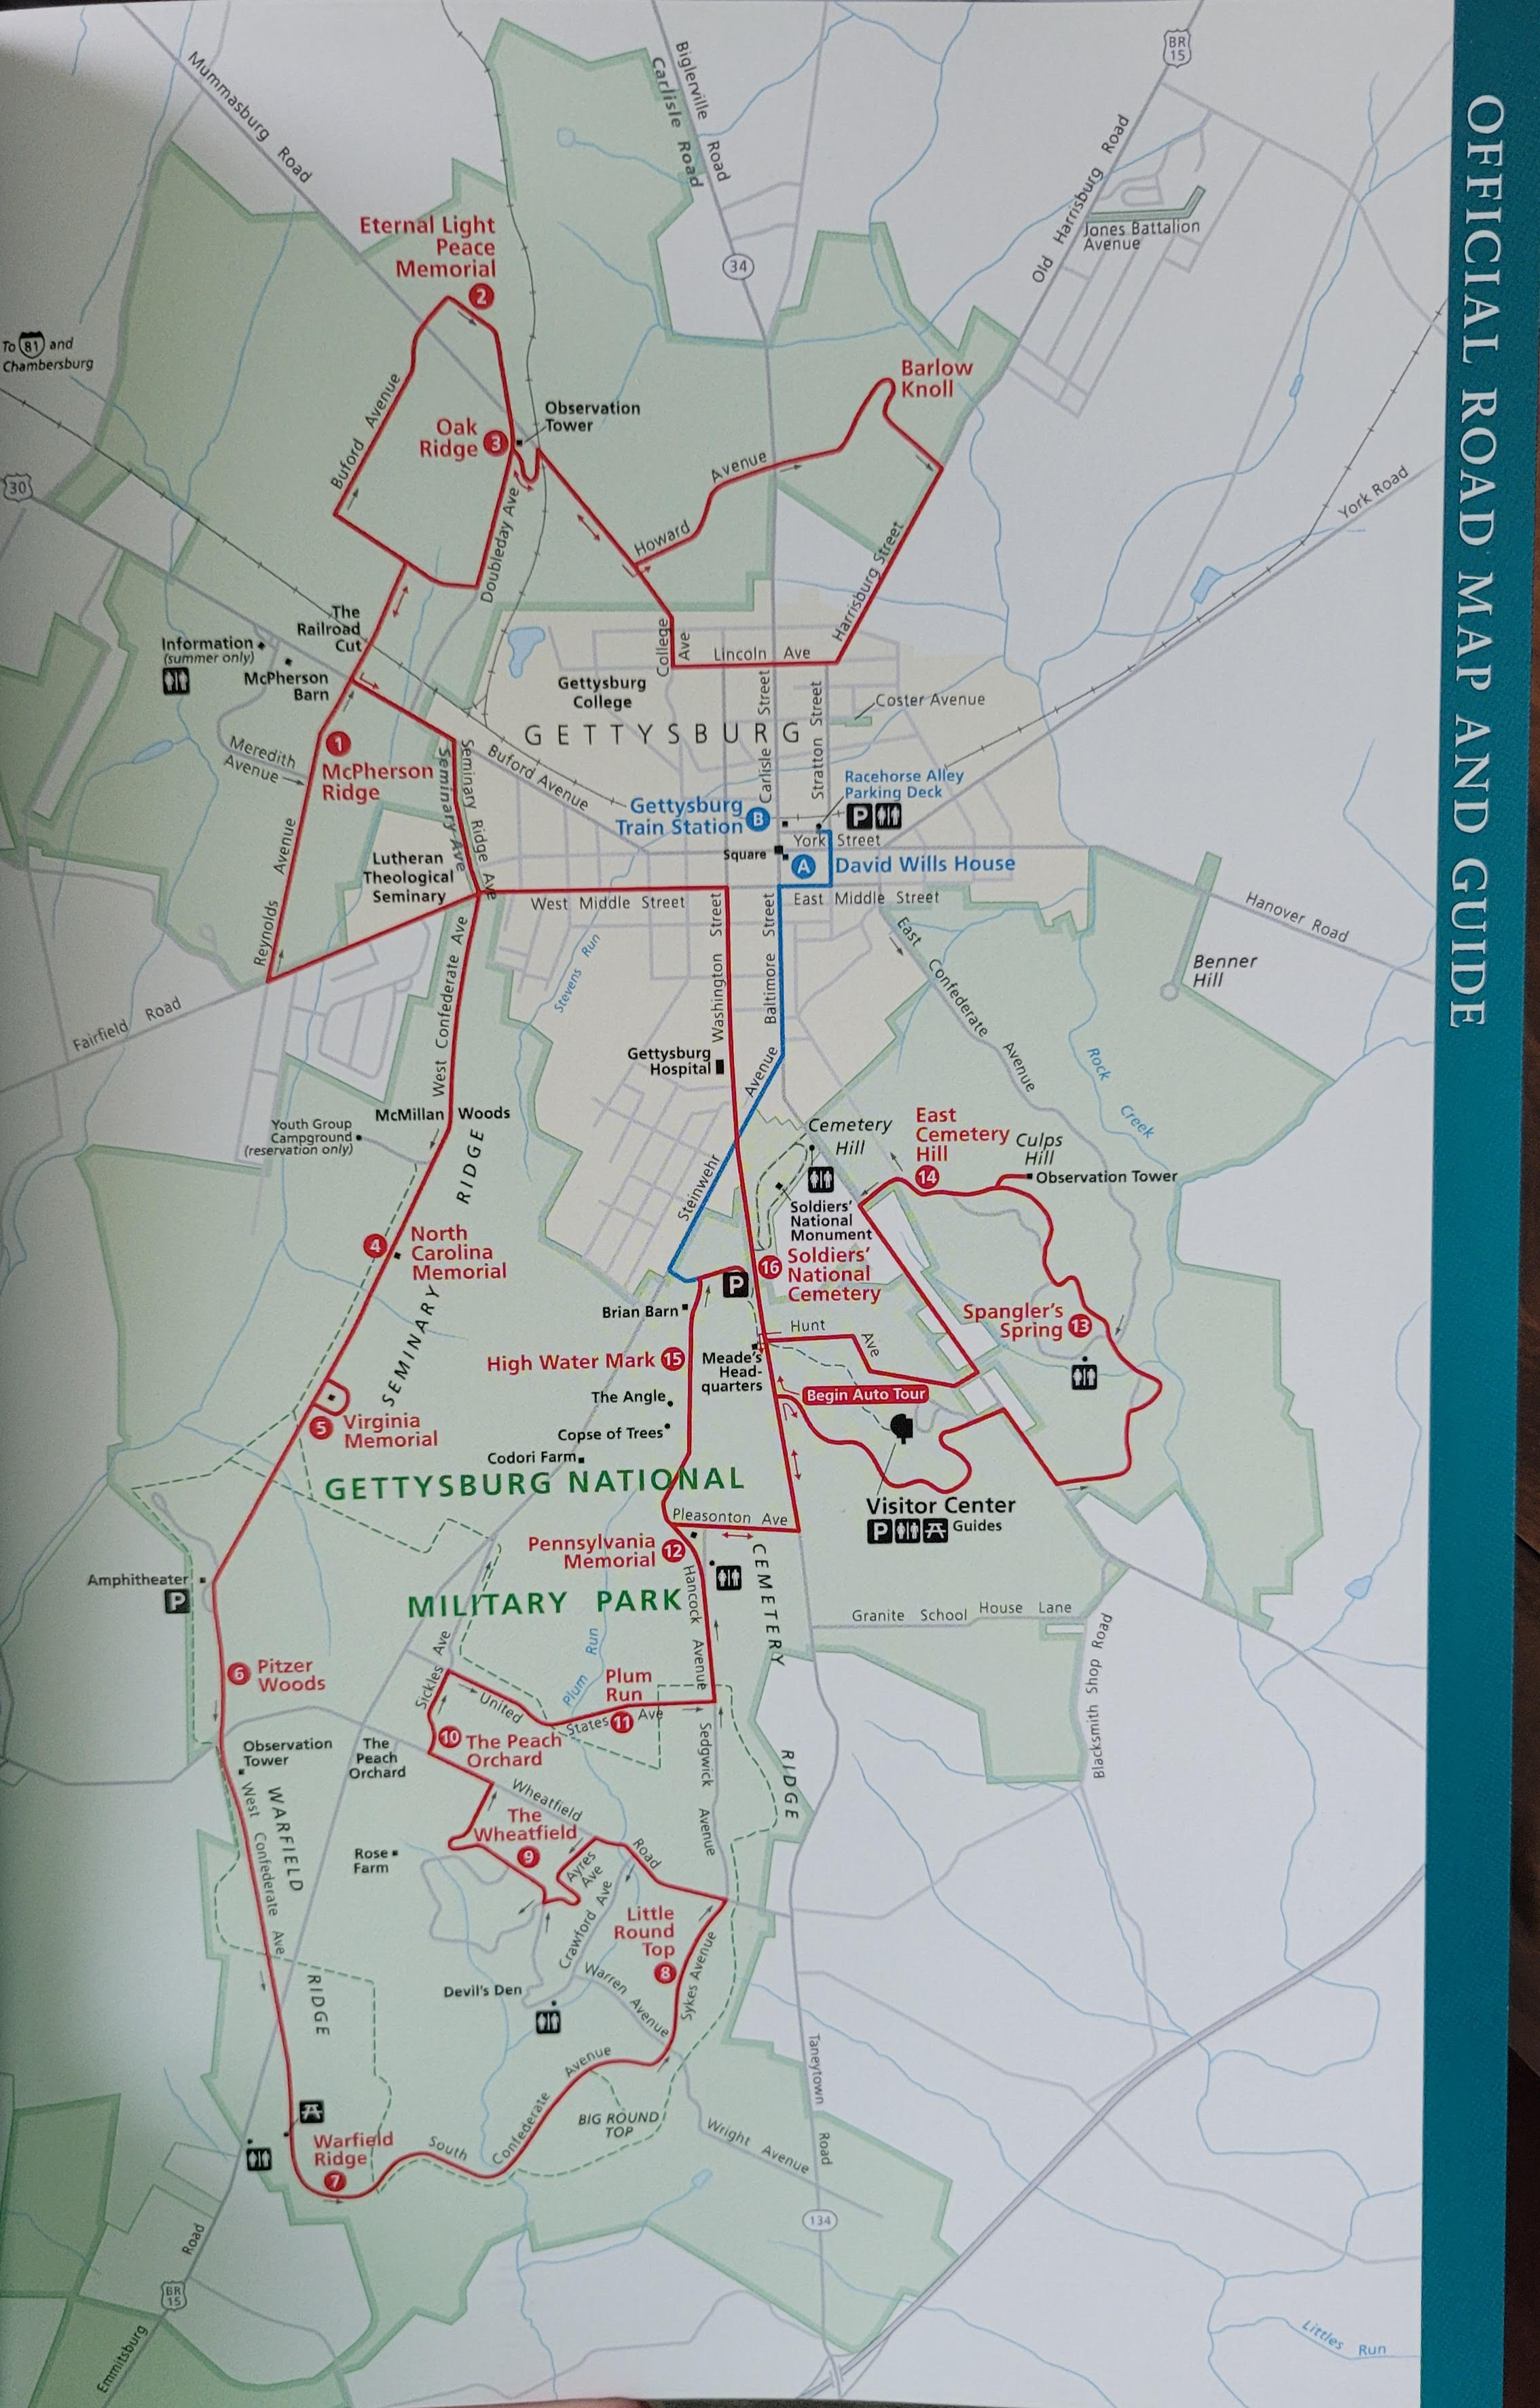 OFFICIAL ROAD MAP AND GUIDE
BR
15
Mummasburg Road
Biglerville Road
Carlisle Road
Old Harrisburg Road
Jones Battalion
Avenue
34
Eternal Light
Peace
Memorial
2
To 81 and
Chambersburg
Barlow
Knoll
Observation
Tower
Oak
Ridge 3
Buford Avenue
Howard Avenue
30
York Road
Doubleday Ave
Harrisburg Street
The
Railroad
Cut
Information
(summer only)
McPherson
Barn
College
Ave
Lincoln Ave
Gettysburg
College
Carlisle Street
Stratton Street
Coster Avenue
GETTYSBURG
1
McPherson
Ridge
Meredith
Avenue
Seminary Ave
Seminary Ridge Ave
Buford Avenue
Racehorse Alley
Parking Deck
P
Gettysburg
Train Station B
York Street
Square
A David Wills House
Lutheran
Theological
Seminary
Reynolds Avenue
West Middle Street
East Middle Street
Hanover Road
Benner
Hill
Fairfield Road
West Confederate Ave
Stevens Run
Washington Street
Baltimore Street
East Confederate Avenue
Rock Creek
Gettysburg
Hospital
McMillan Woods
Youth Group
Campground
(reservation only)
Steinwehr Avenue
Cemetery
Hill
East
Cemetery
Hill
14
Culps
Hill
Observation Tower
Soldiers'
National
Monument
SEMINARY RIDGE
4 North
Carolina
Memorial
16 Soldiers'
National
Cemetery
P
Brian Barn
Spangler's
Spring 13
Hunt Ave
High Water Mark 15
Meade's
Head-
quarters
Begin Auto Tour
The Angle
Copse of Trees
Codori Farm
5 Virginia
Memorial
GETTYSBURG NATIONAL
MILITARY PARK
Visitor Center
P Guides
Pleasonton Ave
Pennsylvania
Memorial 12
Amphitheater
P
Hancock Avenue
CEMETERY RIDGE
Granite School House Lane
Blacksmith Shop Road
6 Pitzer
Woods
Sickles Ave
Plum Run
Plum
Run
United States Ave
11
10 The Peach
Orchard
Observation
Tower
The
Peach
Orchard
Sedgwick Avenue
WARFIELD RIDGE
West Confederate Ave
Wheatfield Road
The
Wheatfield
9
Ayres
Ave
Rose
Farm
Crawford Ave
Little
Round
Top
8
Devil's Den
Warren Avenue
Sykes Avenue
Taneytown Road
BIG ROUND
TOP
Wright Avenue
Warfield
Ridge
7
South Confederate Avenue
134
BR
15
Emmitsburg Road
Littles Run